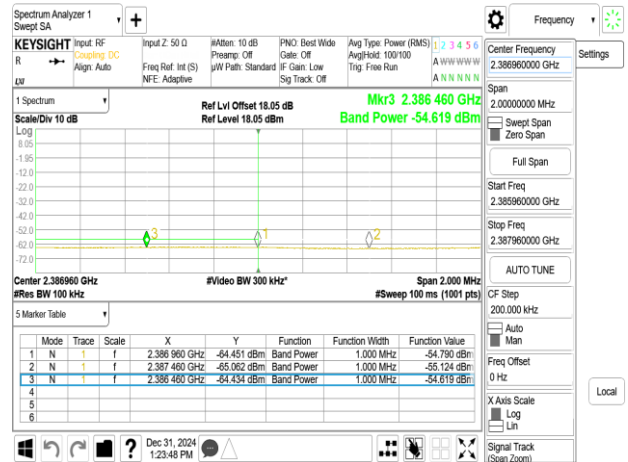 Spectrum Analyzer 1
Swept SA
Frequency
KEYSIGHT
R
Input: RF
Coupling: DC
Align: Auto
Input Z: 50 Ω
Freq Ref: Int (S)
NFE: Adaptive
#Atten: 10 dB
Preamp: Off
µW Path: Standard
PNO: Best Wide
Gate: Off
IF Gain: Low
Sig Track: Off
Avg Type: Power (RMS)
Avg|Hold: 100/100
Trig: Free Run
1 2 3 4 5 6
A W W W W W
A N N N N N
1 Spectrum
Scale/Div 10 dB
Ref Lvl Offset 18.05 dB
Ref Level 18.05 dBm
Mkr3 2.386 460 GHz
Band Power -54.619 dBm
Log
8.05
-1.95
-12.0
-22.0
-32.0
-42.0
-52.0
-62.0
-72.0
3
1
2
Center 2.386960 GHz
#Res BW 100 kHz
#Video BW 300 kHz*
Span 2.000 MHz
#Sweep 100 ms (1001 pts)
5 Marker Table
Mode Trace Scale X Y Function Function Width Function Value
1 N 1 f 2.386 960 GHz -64.451 dBm Band Power 1.000 MHz -54.790 dBm
2 N 1 f 2.387 460 GHz -65.062 dBm Band Power 1.000 MHz -55.124 dBm
3 N 1 f 2.386 460 GHz -64.434 dBm Band Power 1.000 MHz -54.619 dBm
4
5
6
?
Dec 31, 2024
1:23:48 PM
Center Frequency
2.386960000 GHz
Settings
Span
2.00000000 MHz
Swept Span
Zero Span
Full Span
Start Freq
2.385960000 GHz
Stop Freq
2.387960000 GHz
AUTO TUNE
CF Step
200.000 kHz
Auto
Man
Freq Offset
0 Hz
X Axis Scale
Log
Lin
Signal Track
(Span Zoom)
Local